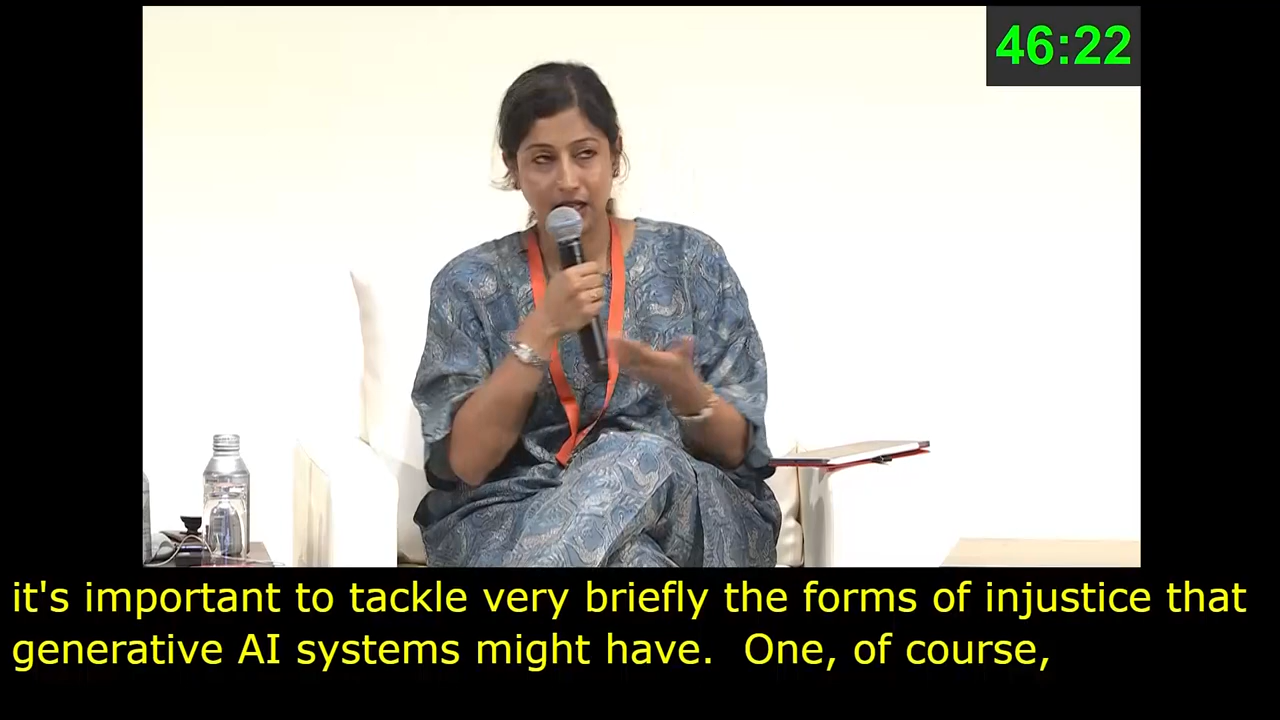 46:22
it's important to tackle very briefly the forms of injustice that
generative AI systems might have.  One, of course,